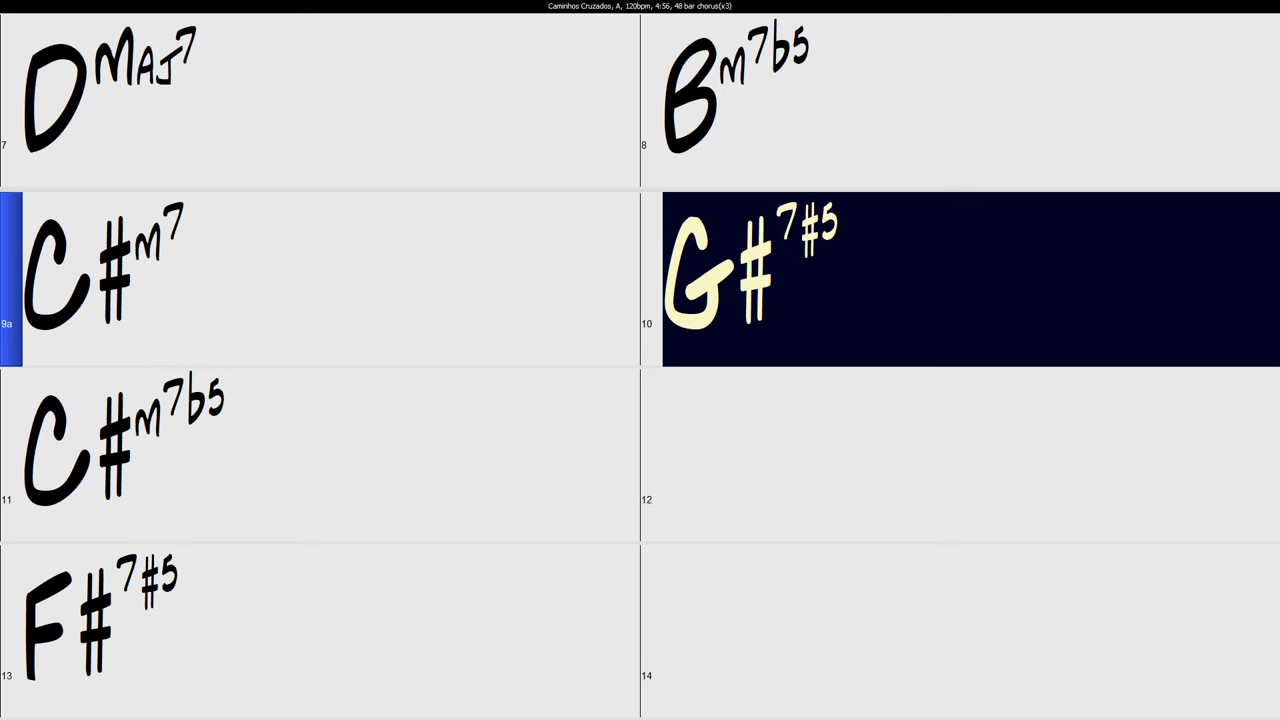 Caminhos Cruzados, A, 120bpm, 4:56, 48 bar chorus(x3)
7 DMAJ7 8 Bm7b5
9a C#m7 10 G#7#5
11 C#m7b5 12
13 F#7#5 14